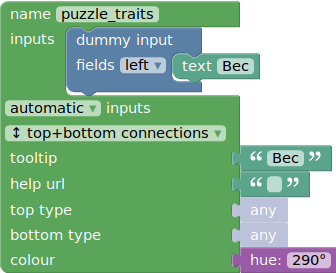 name puzzle_traits
inputs dummy input
fields left ▾ text Bec
automatic ▾ inputs
↕ top+bottom connections ▾
tooltip “ Bec ”
help url “ ”
top type any
bottom type any
colour hue: 290°